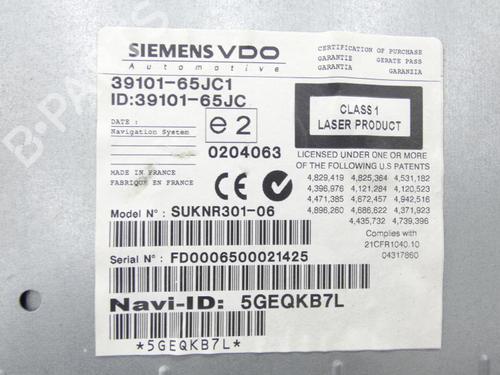 SIEMENS VDO
Automotive
CERTIFICATION OF PURCHASE
GARANTIE GERATE PASS
GARANTIA GARANZIA
39101-65JC1
ID:39101-65JC
DATE :
Navigation System
e2
0204063
CLASS 1
LASER PRODUCT
MADE IN FRANCE
FABRIQUE EN FRANCE
CE
N
LICENSED UNDER ONE OR MORE
OF THE FOLLOWING U.S PATENTS
4,829,419 4,825,364 4,531,182
4,396,976 4,121,284 4,120,523
4,471,385 4,672,457 4,942,516
4,896,260 4,686,622 4,371,923
4,435,732 4,739,396
Model N° : SUKNR301-06
Complies with
21CFR1040.10
04317860
Serial N° : FD0006500021425
Navi-ID: 5GEQKB7L
*5GEQKB7L*